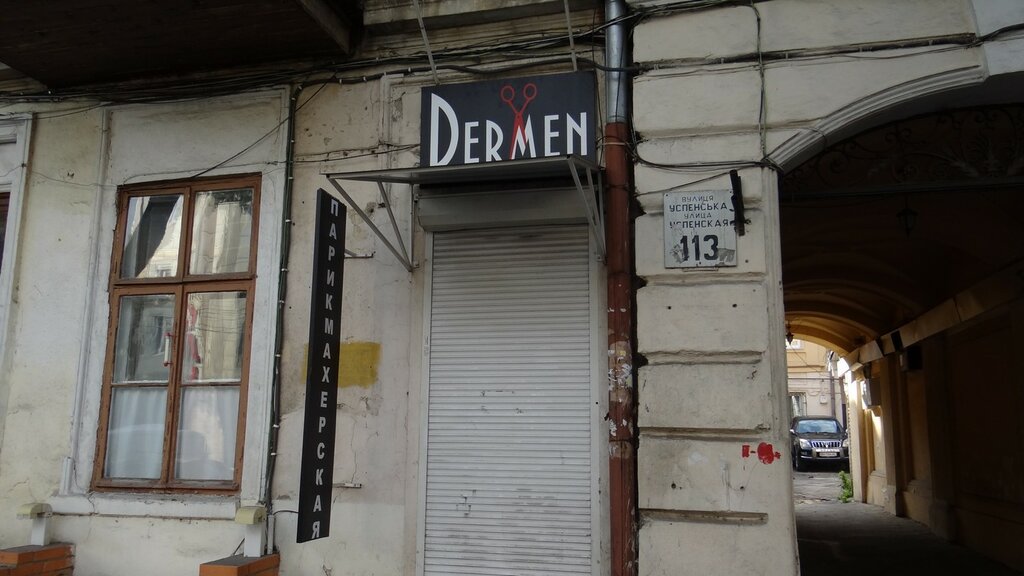 DERMEN
ПАРИКМАХЕРСКАЯ
ВУЛИЦЯ
УСПЕНСЬКА
УЛИЦА
УСПЕНСКАЯ
113